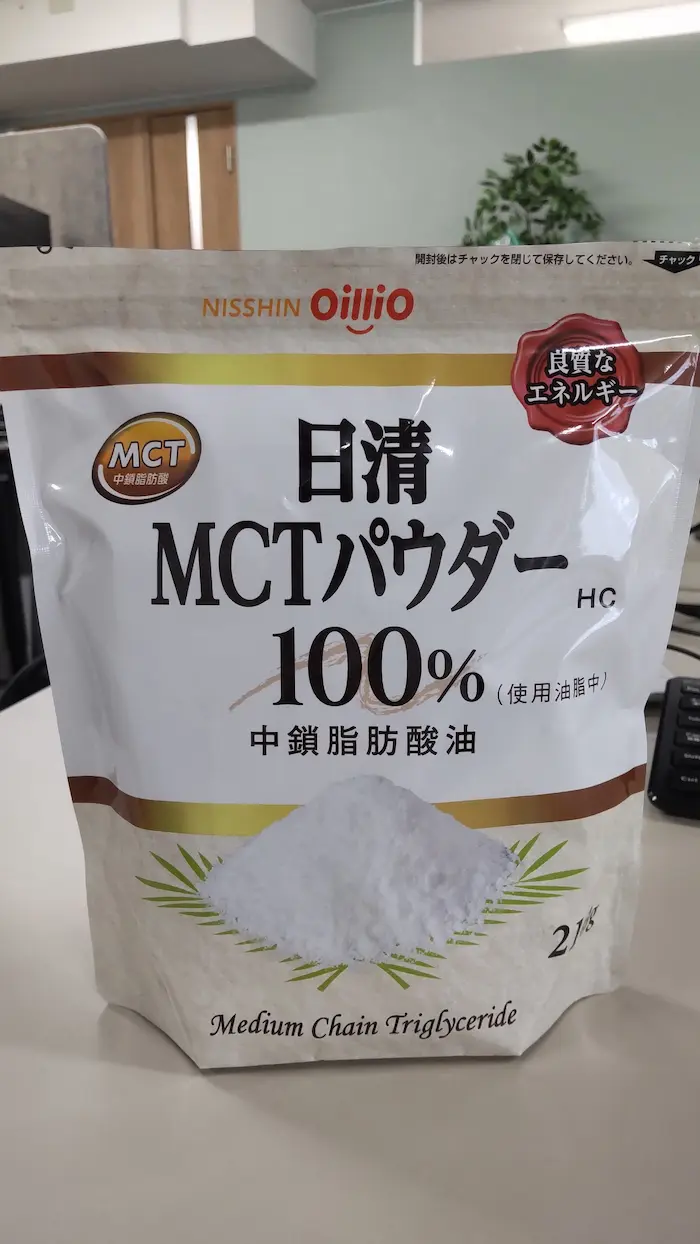 開封後はチャックを閉じて保存してください。
チャック
NISSHIN OilliO
良質な
エネルギー
MCT
中鎖脂肪酸
日清
MCTパウダー
HC
100%(使用油脂中)
中鎖脂肪酸油
Medium Chain Triglyceride